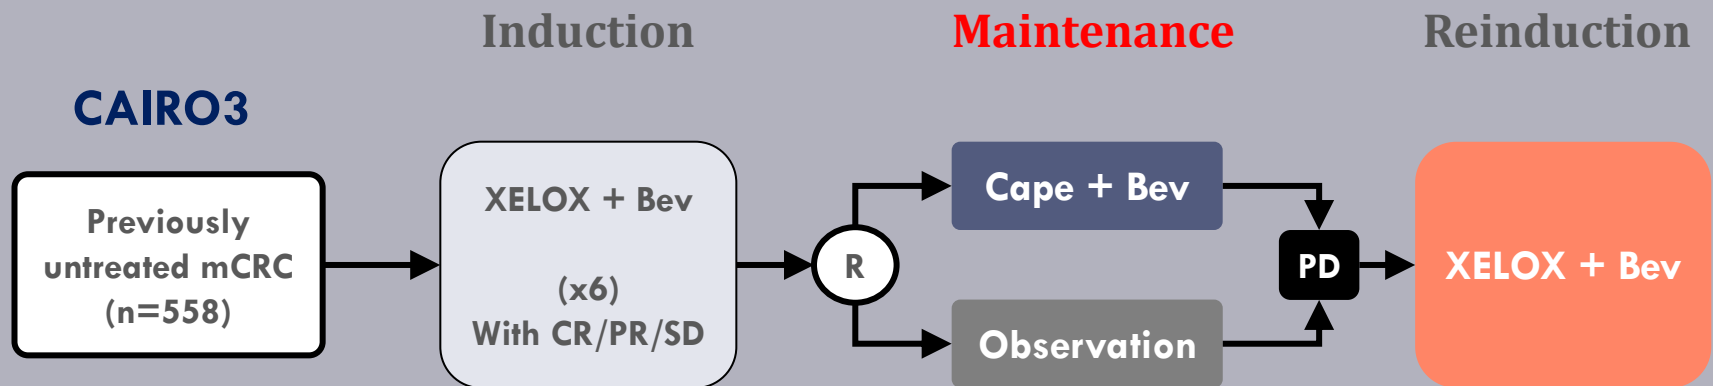 Induction
Maintenance
Reinduction
CAIRO3
Previously
untreated mCRC
(n=558)
XELOX + Bev
(x6)
With CR/PR/SD
R
Cape + Bev
Observation
PD
XELOX + Bev